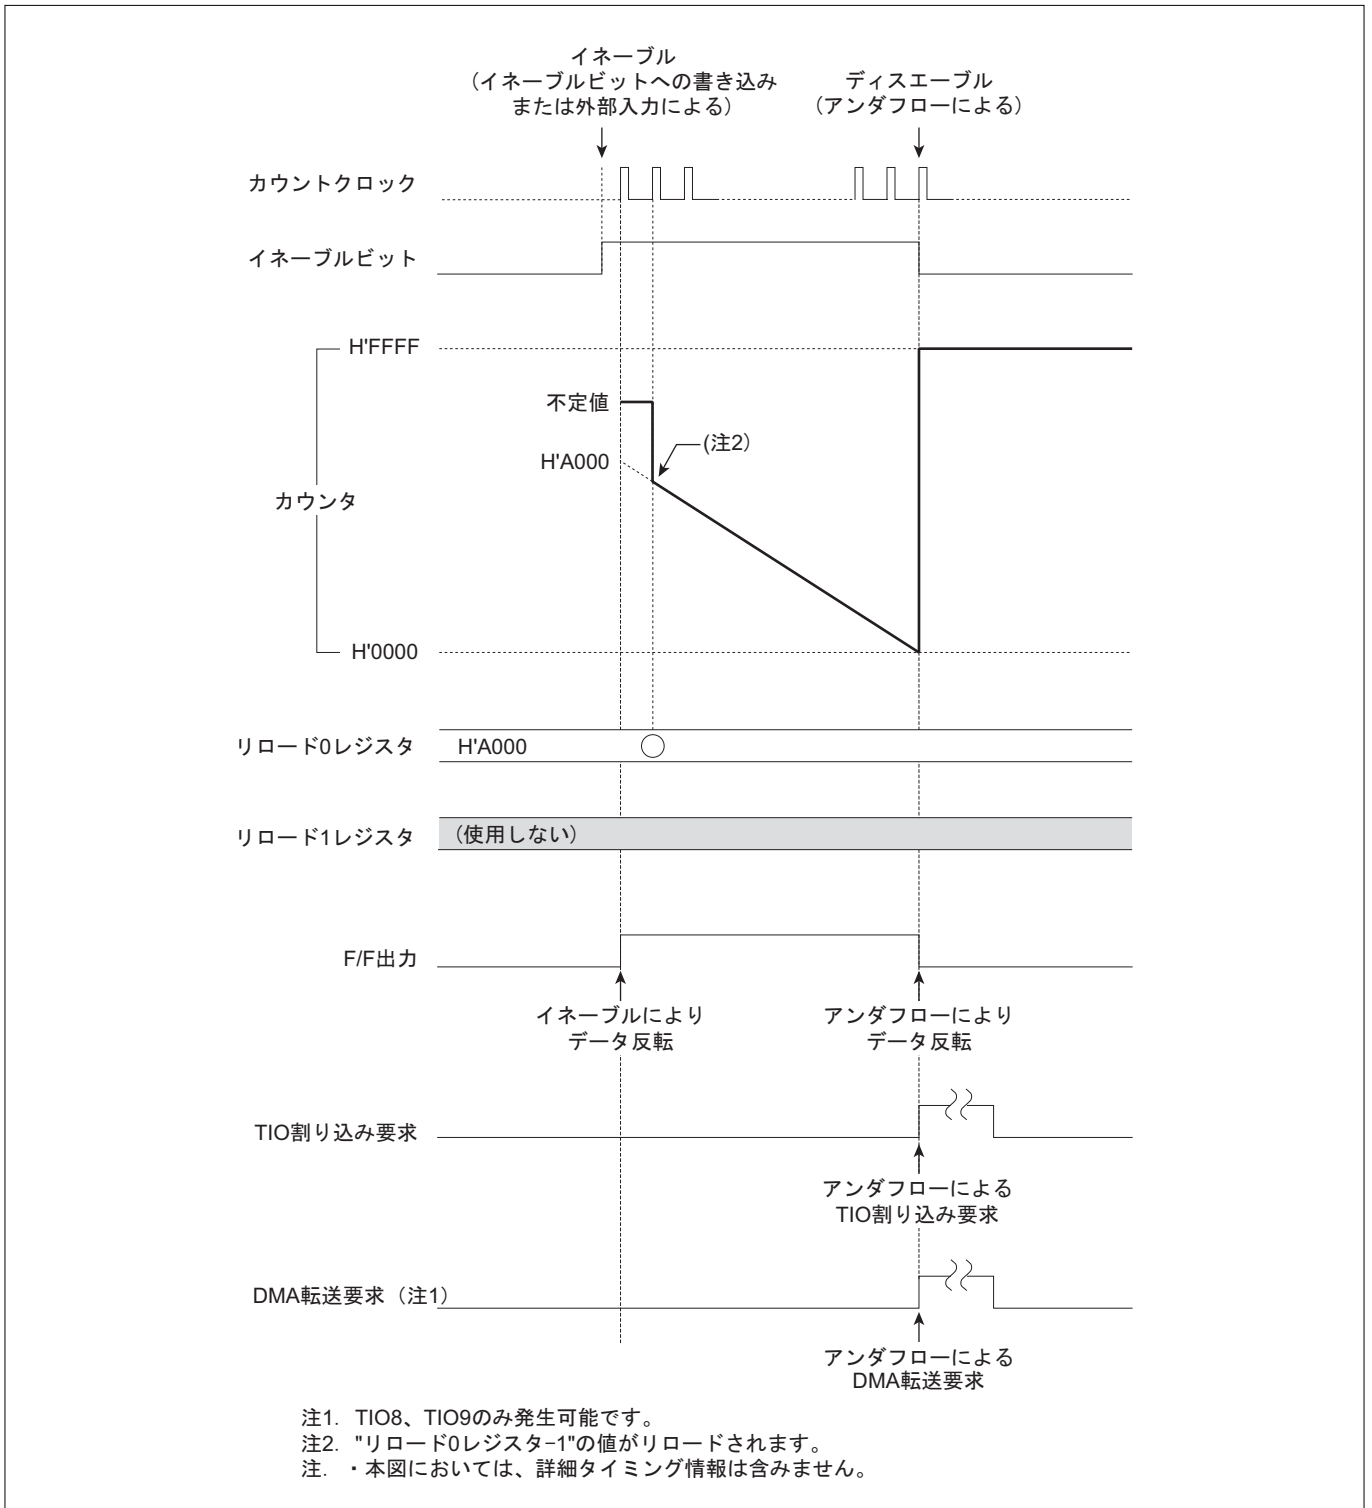 イネーブル
（イネーブルビットへの書き込み
または外部入力による）
ディスエーブル
（アンダフローによる）
カウントクロック
イネーブルビット
H'FFFF
不定値
(注2）
H'A000
カウンタ
H'0000
リロード0レジスタ
H'A000
リロード1レジスタ
（使用しない）
F/F出力
イネーブルにより
データ反転
アンダフローにより
データ反転
TIO割り込み要求
アンダフローによる
TIO割り込み要求
DMA転送要求（注1）
アンダフローによる
DMA転送要求
注1. TIO8、TIO9のみ発生可能です。
注2. "リロード0レジスタ−1"の値がリロードされます。
注. ・本図においては、詳細タイミング情報は含みません。